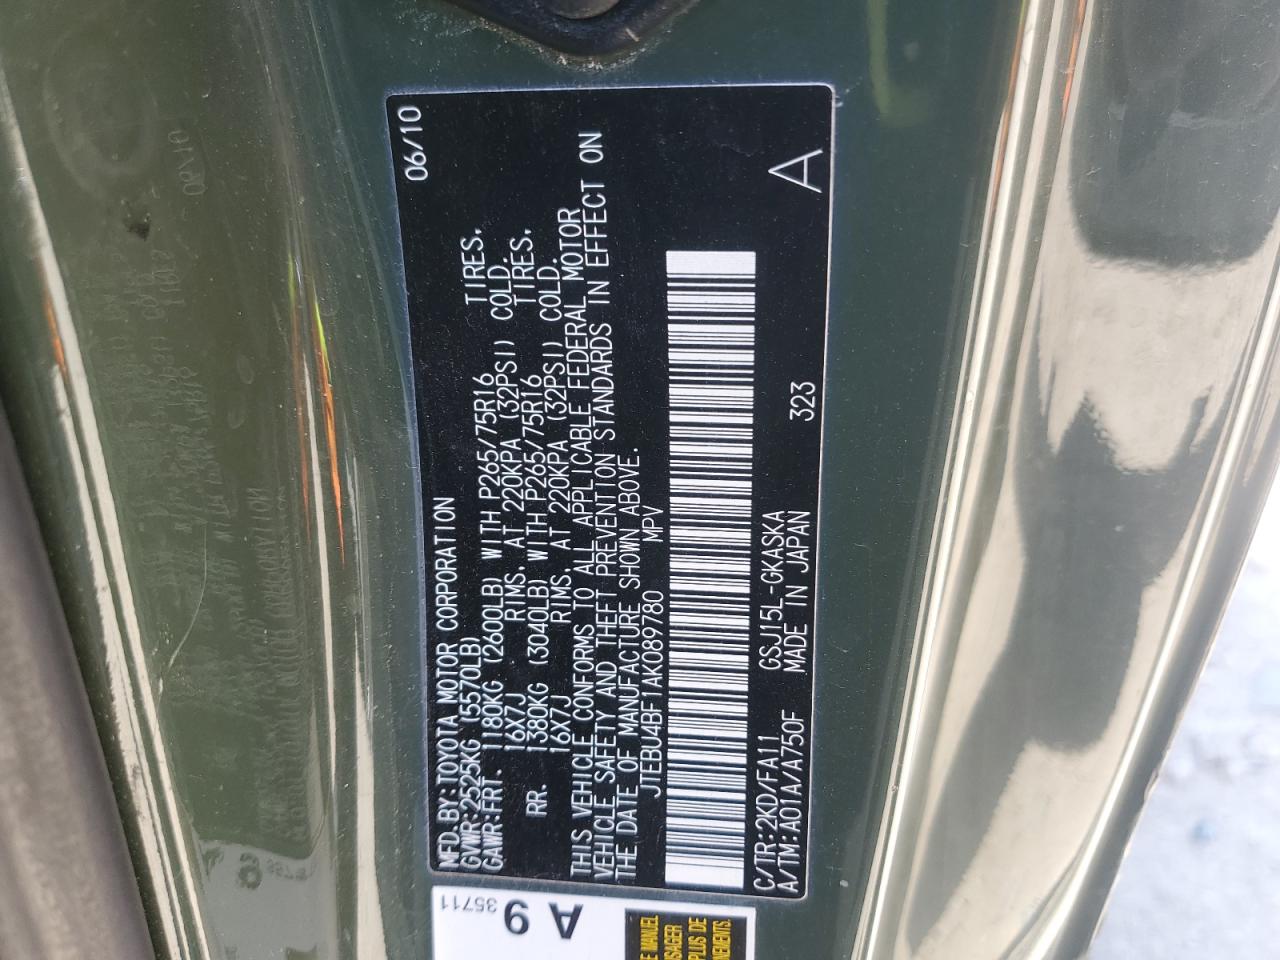 06/10
MFD.BY:TOYOTA MOTOR CORPORATION
GVWR:2525KG (5570LB)
GAWR:FRT. 1180KG (2600LB) WITH P265/75R16 TIRES,
16X7J RIMS, AT 220KPA (32PSI) COLD.
RR. 1380KG (3040LB) WITH P265/75R16 TIRES,
16X7J RIMS, AT 220KPA (32PSI) COLD.
THIS VEHICLE CONFORMS TO ALL APPLICABLE FEDERAL MOTOR
VEHICLE SAFETY AND THEFT PREVENTION STANDARDS IN EFFECT ON
THE DATE OF MANUFACTURE SHOWN ABOVE.
JTEBU4BF1AK089780 MPV
C/TR:2KD/FA11 GSJ15L-GKASKA
A/TM:A01A/A750F MADE IN JAPAN 323 A
A 9
35711
MANUEL
PLUS DE